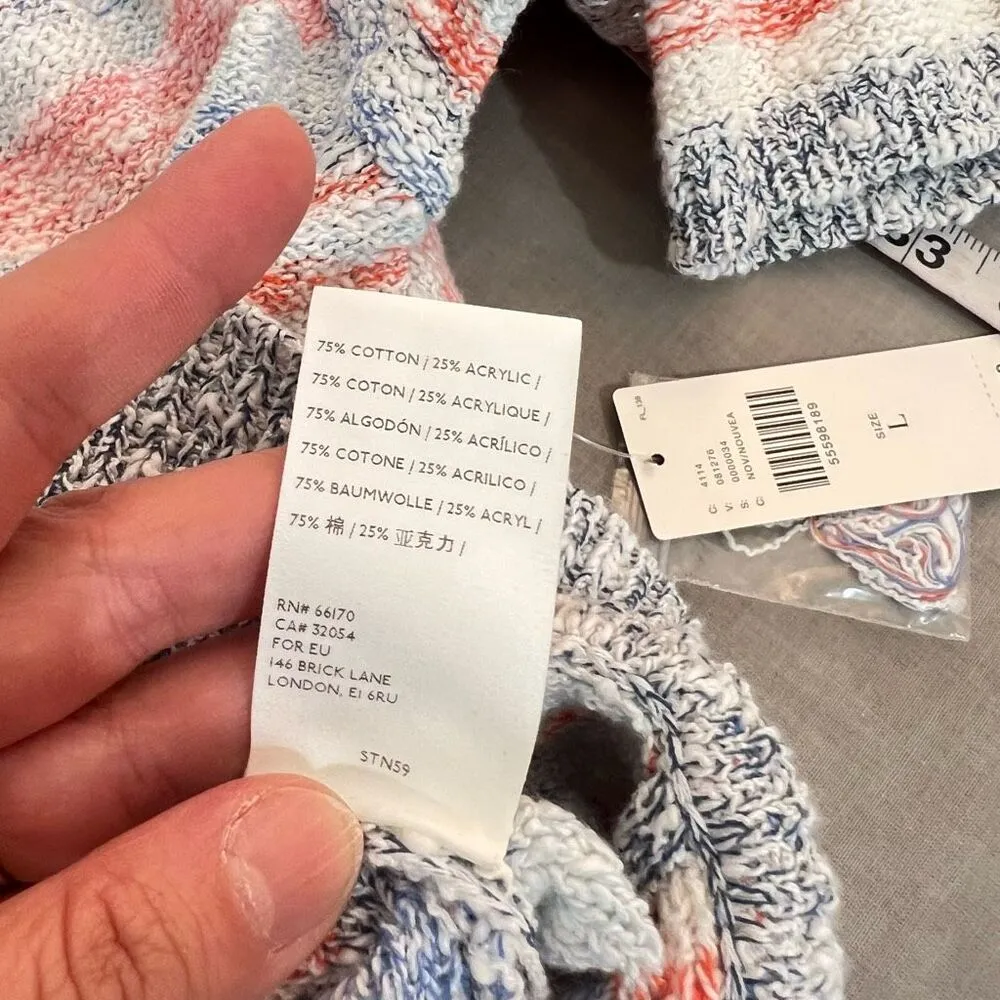 75% COTTON / 25% ACRYLIC /
75% COTON / 25% ACRYLIQUE /
75% ALGODÓN / 25% ACRÍLICO /
75% COTONE / 25% ACRILICO /
75% BAUMWOLLE / 25% ACRYL /
75% 棉 / 25% 亚克力 /
RN# 66170
CA# 32054
FOR EU
146 BRICK LANE
LONDON, E1 6RU
STN59
FL_139
4114
C: 081276
V: 0000034
S: NOV/NOUVEA
C:
55598189
SIZE
L
33